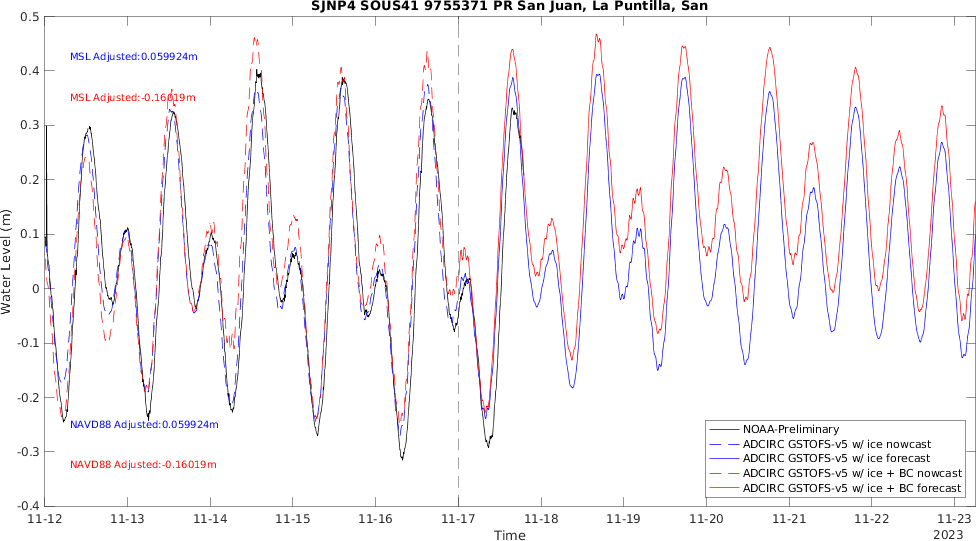 SJNP4 SOUS41 9755371 PR San Juan, La Puntilla, San
Water Level (m)
0.5
0.4
0.3
0.2
0.1
0
-0.1
-0.2
-0.3
-0.4
MSL Adjusted:0.059924m
MSL Adjusted:-0.16019m
NAVD88 Adjusted:0.059924m
NAVD88 Adjusted:-0.16019m
NOAA-Preliminary
ADCIRC GSTOFS-v5 w/ ice nowcast
ADCIRC GSTOFS-v5 w/ ice forecast
ADCIRC GSTOFS-v5 w/ ice + BC nowcast
ADCIRC GSTOFS-v5 w/ ice + BC forecast
11-12 11-13 11-14 11-15 11-16 11-17 11-18 11-19 11-20 11-21 11-22 11-23
Time
2023